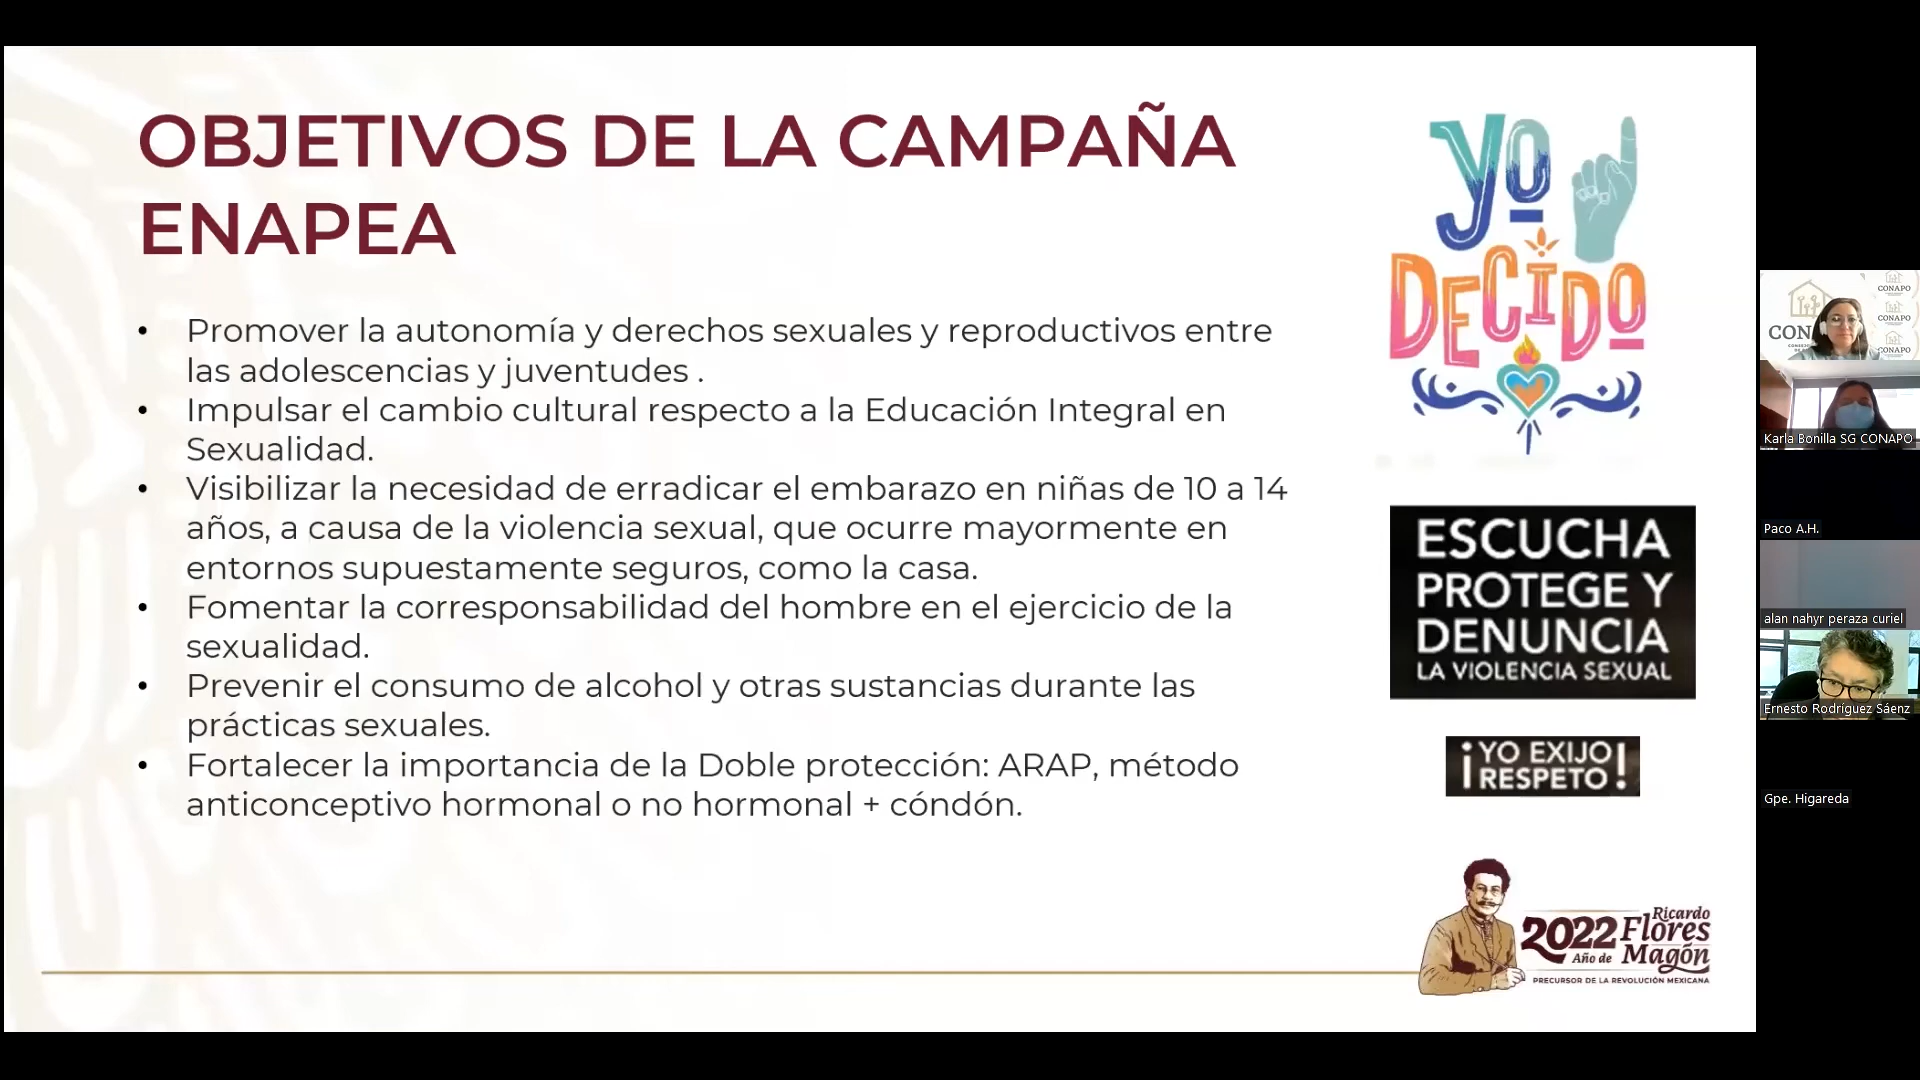 OBJETIVOS DE LA CAMPAÑA
ENAPEA
• Promover la autonomía y derechos sexuales y reproductivos entre
las adolescencias y juventudes .
• Impulsar el cambio cultural respecto a la Educación Integral en
Sexualidad.
• Visibilizar la necesidad de erradicar el embarazo en niñas de 10 a 14
años, a causa de la violencia sexual, que ocurre mayormente en
entornos supuestamente seguros, como la casa.
• Fomentar la corresponsabilidad del hombre en el ejercicio de la
sexualidad.
• Prevenir el consumo de alcohol y otras sustancias durante las
prácticas sexuales.
• Fortalecer la importancia de la Doble protección: ARAP, método
anticonceptivo hormonal o no hormonal + cóndón.
YO
DECIDO
ESCUCHA
PROTEGE Y
DENUNCIA
LA VIOLENCIA SEXUAL
¡YO EXIJO
RESPETO!
2022
Año de
Ricardo
Flores
Magón
PRECURSOR DE LA REVOLUCIÓN MEXICANA
CONAPO
CONAPO
CONAPO
Karla Bonilla SG CONAPO
Paco A.H.
alan nahyr peraza curiel
Ernesto Rodríguez Sáenz
Gpe. Higareda